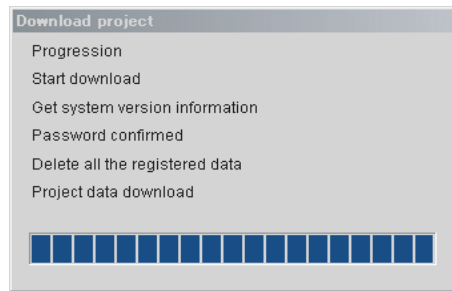 Download project
Progression
Start download
Get system version information
Password confirmed
Delete all the registered data
Project data download